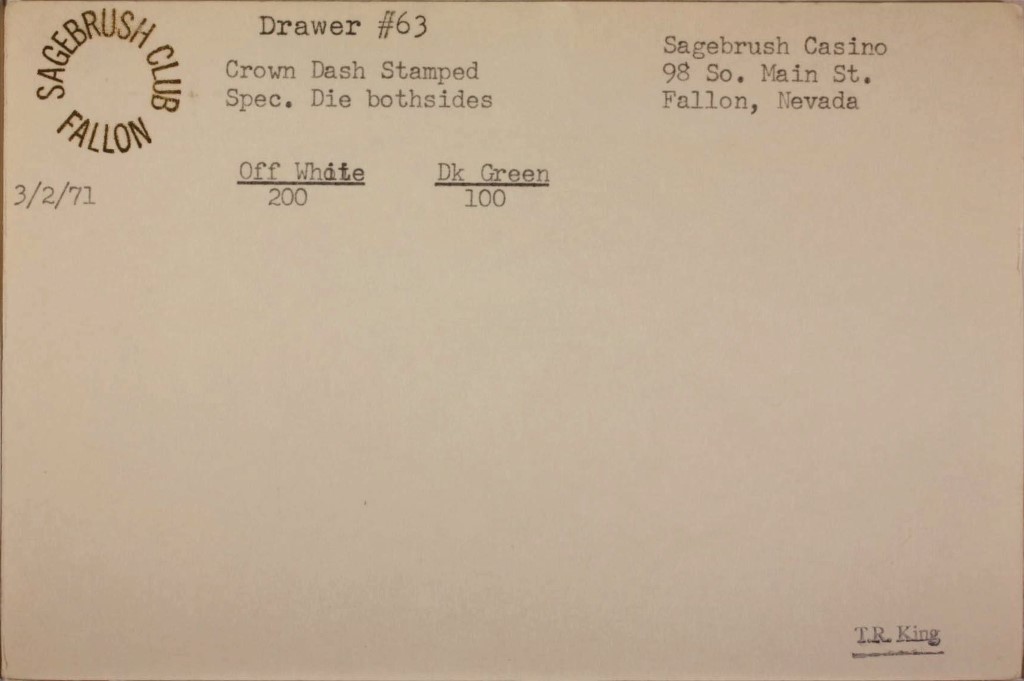 SAGEBRUSH CLUB
FALLON
Drawer #63
Crown Dash Stamped
Spec. Die bothsides
Sagebrush Casino
98 So. Main St.
Fallon, Nevada
Off White Dk Green
3/2/71 200 100
T.R. King